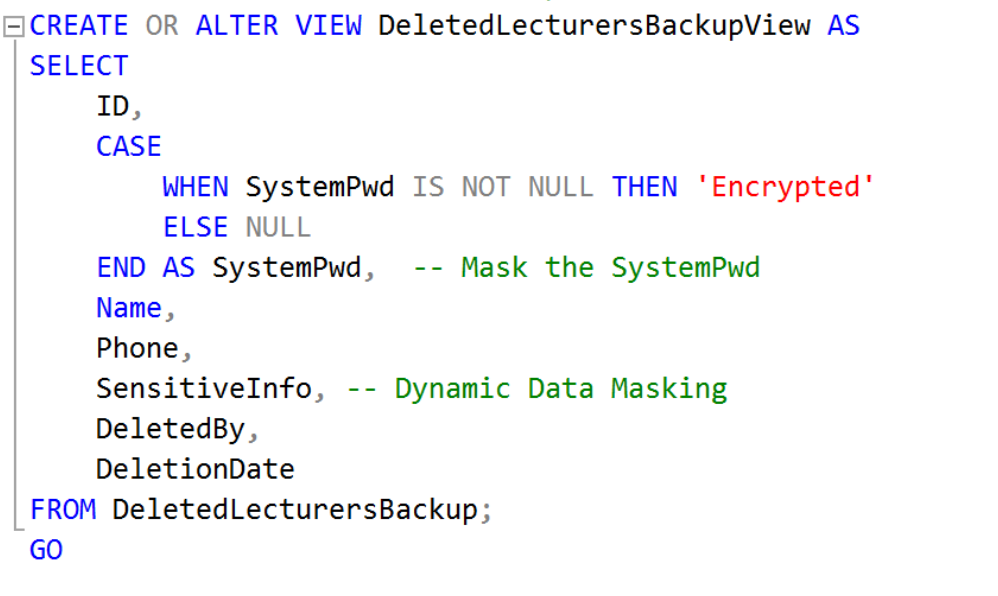 CREATE OR ALTER VIEW DeletedLecturersBackupView AS
SELECT
    ID,
    CASE
        WHEN SystemPwd IS NOT NULL THEN 'Encrypted'
        ELSE NULL
    END AS SystemPwd,  -- Mask the SystemPwd
    Name,
    Phone,
    SensitiveInfo, -- Dynamic Data Masking
    DeletedBy,
    DeletionDate
FROM DeletedLecturersBackup;
GO